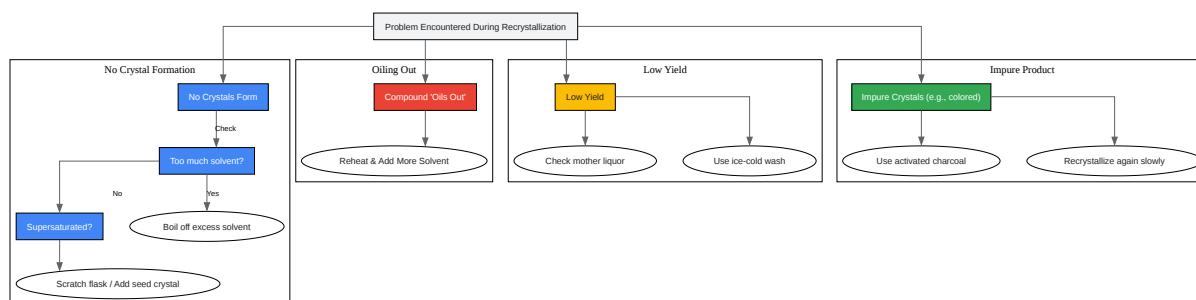 Problem Encountered During Recrystallization
No Crystal Formation
Oiling Out
Low Yield
Impure Product
No Crystals Form
Compound 'Oils Out'
Low Yield
Impure Crystals (e.g., colored)
Check
Too much solvent?
Reheat & Add More Solvent
Check mother liquor
Use ice-cold wash
Use activated charcoal
Recrystallize again slowly
No
Yes
Supersaturated?
Boil off excess solvent
Scratch flask / Add seed crystal